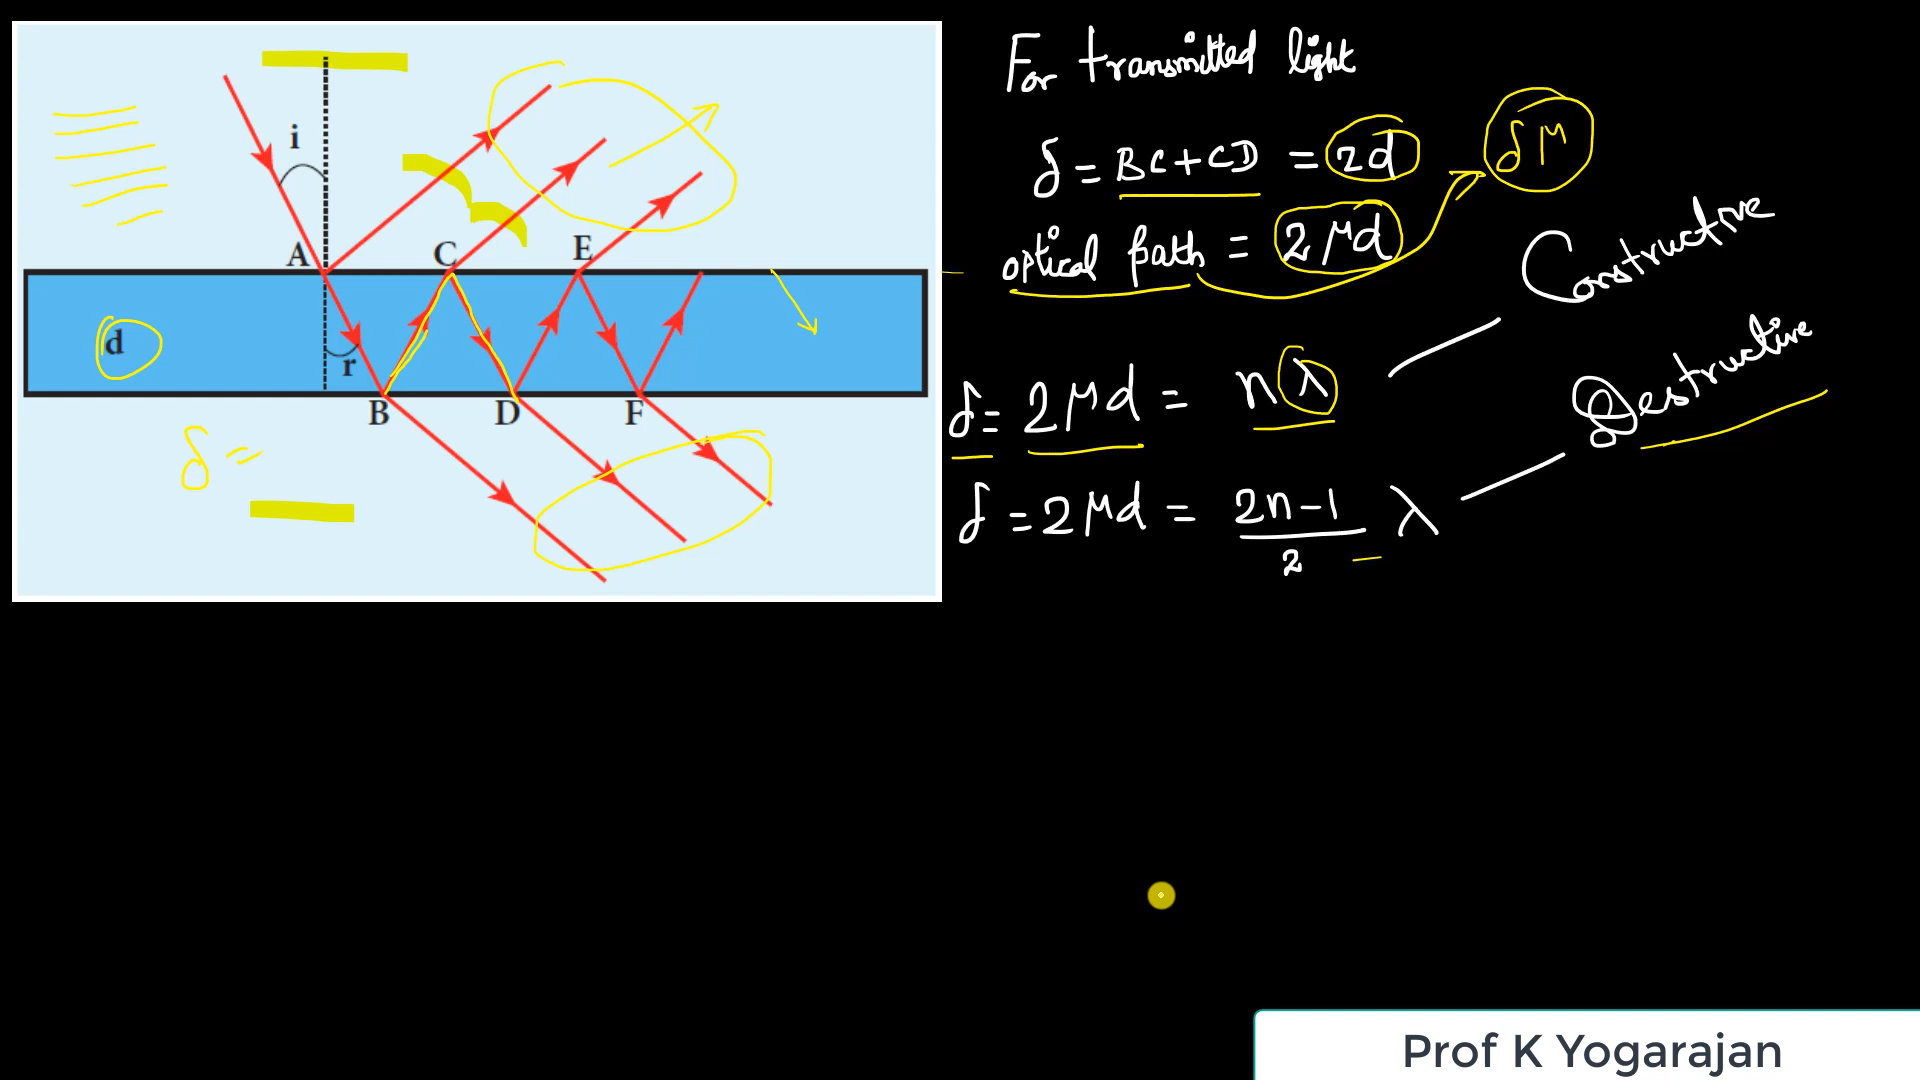 i
A
C
E
d
r
B
D
F
δ =
For transmitted light
δ = BC + CD = 2d
δμ
optical path = 2μd
Constructive
δ = 2μd = nλ
Destructive
δ = 2μd = 2n-1/2 λ
Prof K Yogarajan